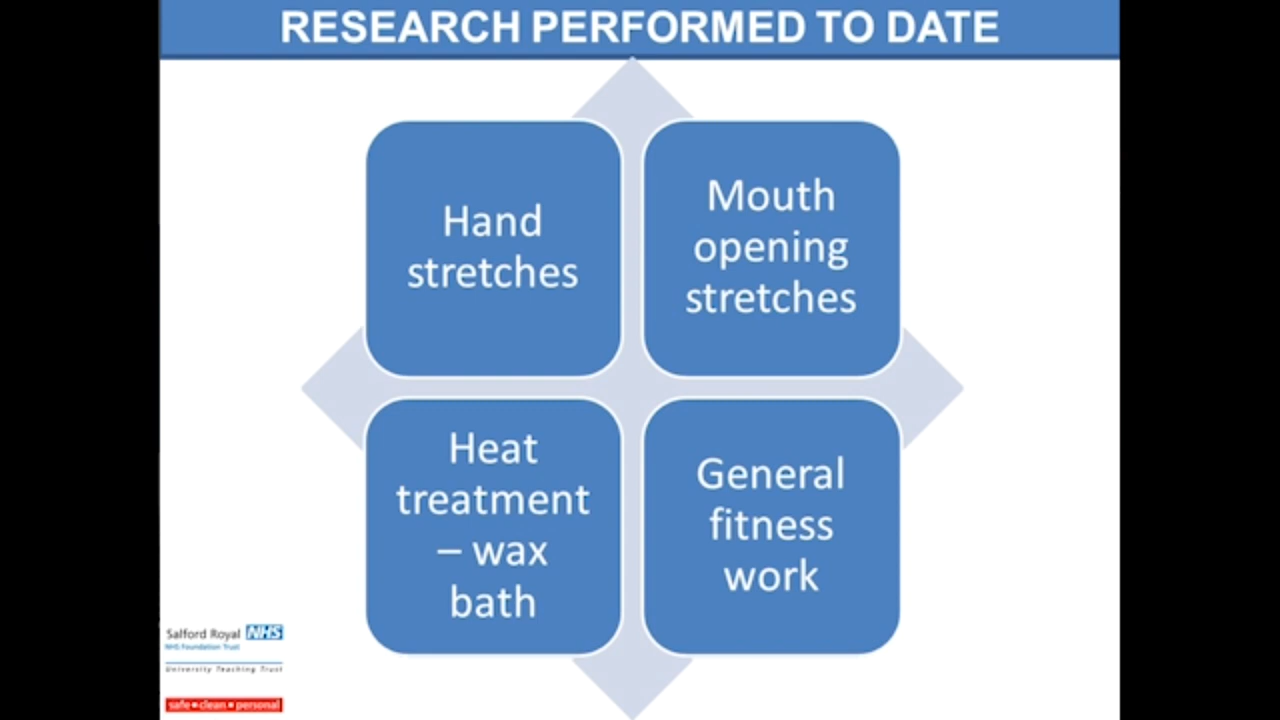 RESEARCH PERFORMED TO DATE
Hand
stretches
Mouth
opening
stretches
Heat
treatment
– wax
bath
General
fitness
work
Salford Royal NHS
NHS Foundation Trust
University Teaching Trust
safe • clean • personal